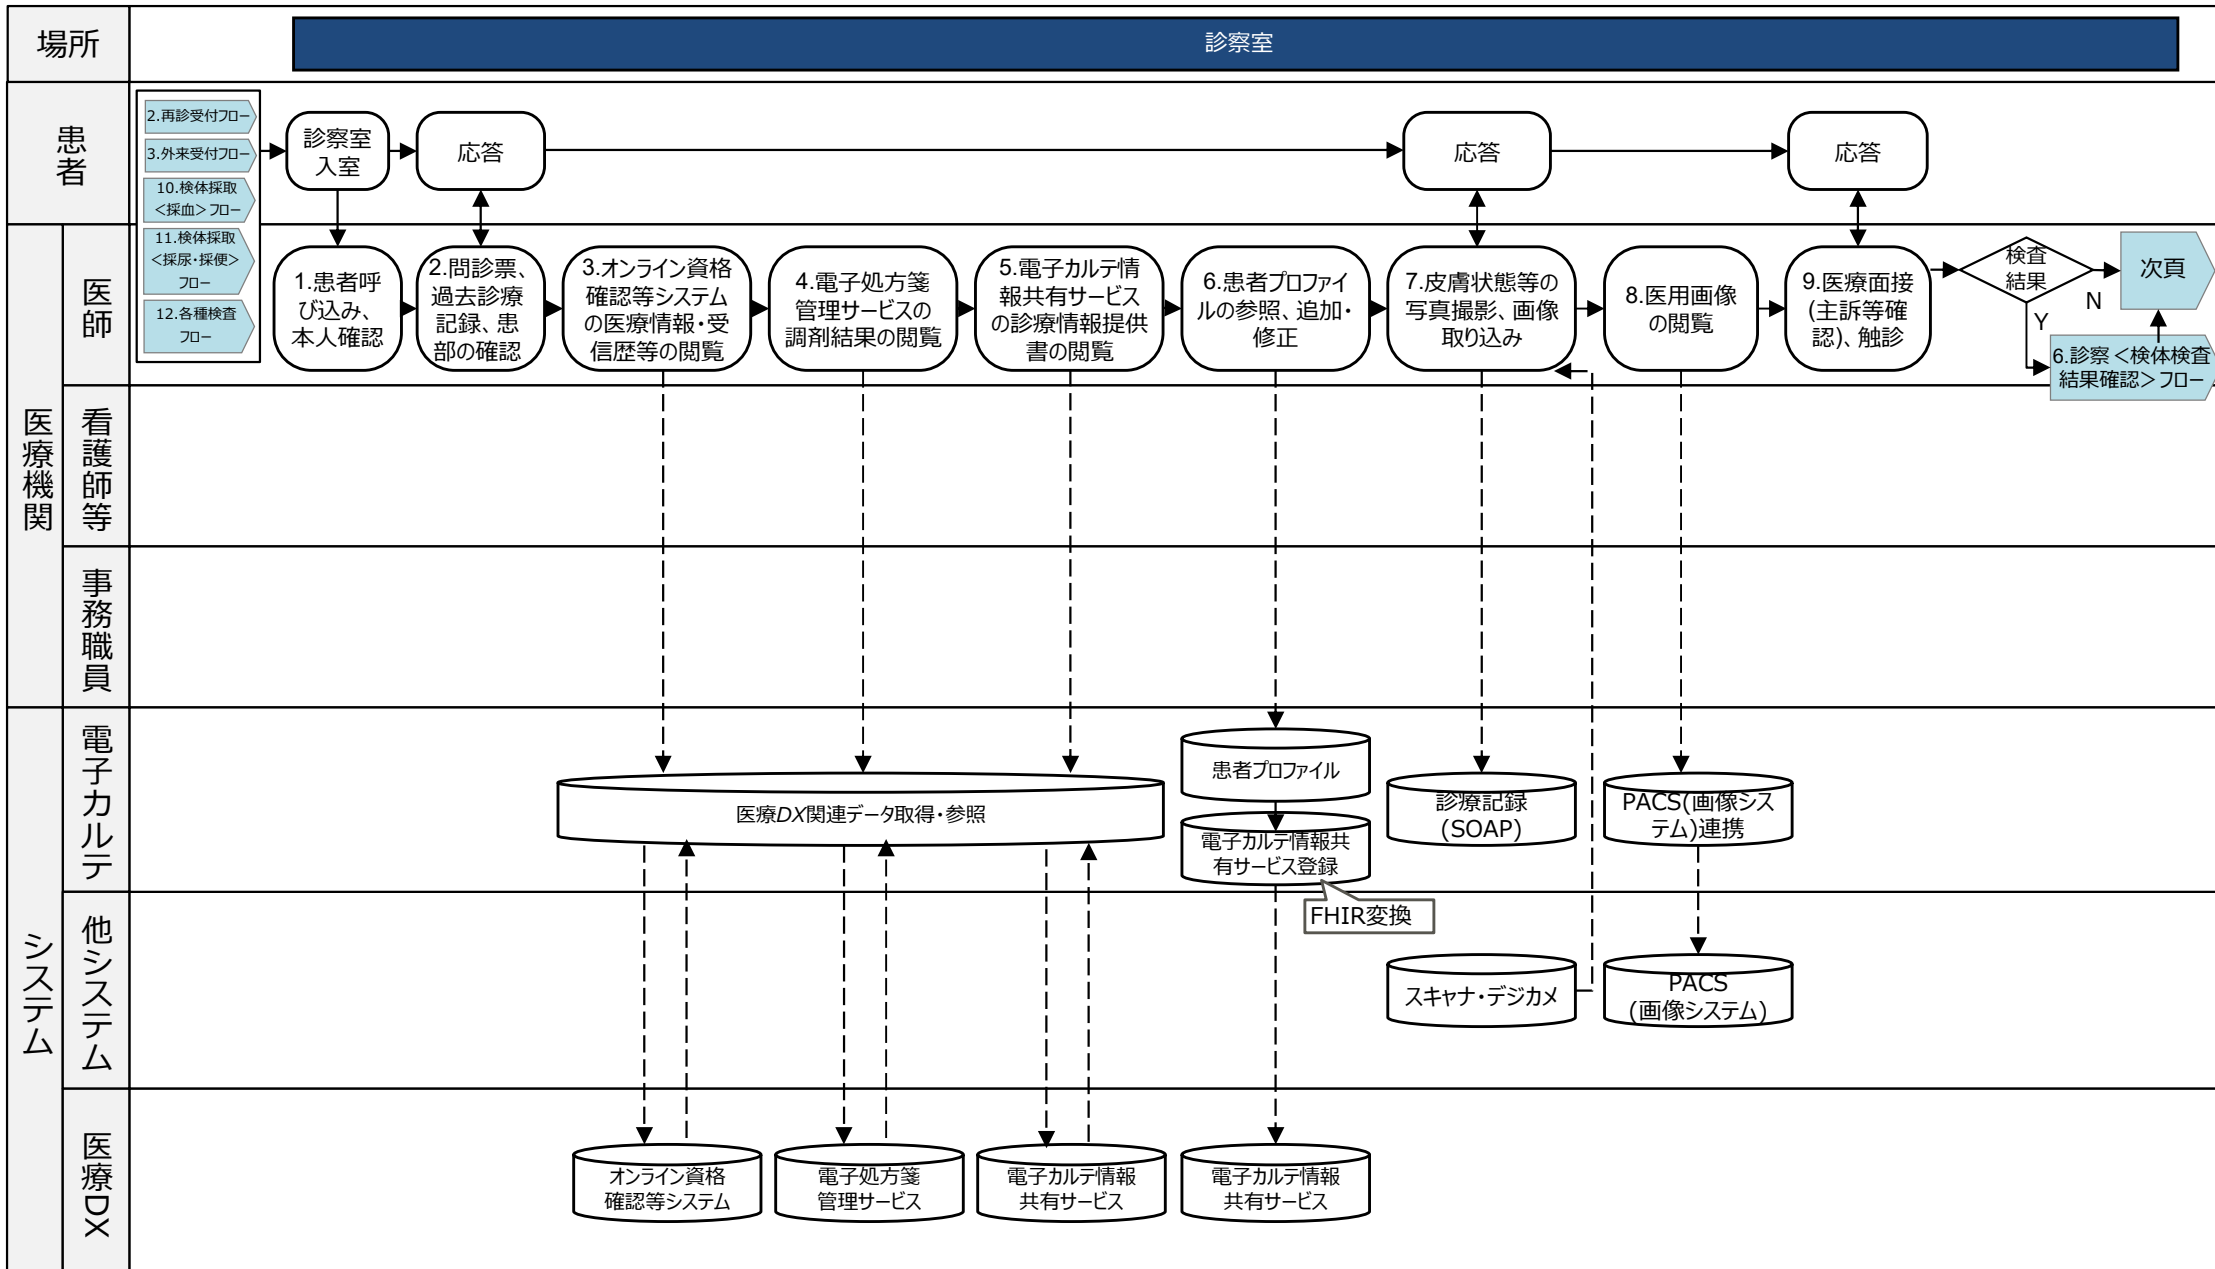 場所
診察室
患者
2.再診受付フロー
3.外来受付フロー
10.検体採取
<採血>フロー
11.検体採取
<採尿・採便>
フロー
12.各種検査
フロー
診察室
入室
応答
応答
応答
医療機関
医師
1.患者呼
び込み、
本人確認
2.問診票、
過去診療
記録、患
部の確認
3.オンライン資格
確認等システム
の医療情報・受
信歴等の閲覧
4.電子処方箋
管理サービスの
調剤結果の閲覧
5.電子カルテ情
報共有サービス
の診療情報提供
書の閲覧
6.患者プロファイ
ルの参照、追加・
修正
7.皮膚状態等の
写真撮影、画像
取り込み
8.医用画像
の閲覧
9.医療面接
(主訴等確
認)、触診
検査
結果
N
Y
次頁
6.診察<検体検査
結果確認>フロー
看護師等
事務職員
システム
電子カルテ
医療DX関連データ取得・参照
患者プロファイル
電子カルテ情報共
有サービス登録
FHIR変換
診療記録
(SOAP)
PACS(画像シス
テム)連携
他システム
スキャナ・デジカメ
PACS
(画像システム)
医療DX
オンライン資格
確認等システム
電子処方箋
管理サービス
電子カルテ情報
共有サービス
電子カルテ情報
共有サービス